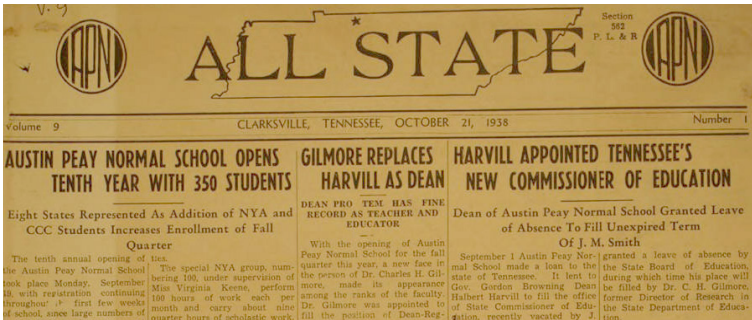 V. 9
APNI
ALL STATE
Section
562
P. L. & R
APNI
Volume 9
CLARKSVILLE, TENNESSEE, OCTOBER 21, 1938
Number 1
AUSTIN PEAY NORMAL SCHOOL OPENS
TENTH YEAR WITH 350 STUDENTS
Eight States Represented As Addition of NYA and
CCC Students Increases Enrollment of Fall
Quarter
The tenth annual opening of
the Austin Peay Normal School
took place Monday, September
with registration continuing
throughout first few weeks
of school, since large numbers of
ties.
The special NYA group, num-
bering 100, under supervision of
Miss Virginia Keene, perform
100 hours of work each per
month and carry about nine
quarter hours of scholastic work.
GILMORE REPLACES
HARVILL AS DEAN
DEAN PRO TEM HAS FINE
RECORD AS TEACHER AND
EDUCATOR
With the opening of Austin
Peay Normal School for the fall
quarter this year, a new face in
the person of Dr. Charles H. Gil-
more, made its appearance
among the ranks of the faculty.
Dr. Gilmore was appointed to
fill the position of Dean-Reg-
HARVILL APPOINTED TENNESSEE'S
NEW COMMISSIONER OF EDUCATION
Dean of Austin Peay Normal School Granted Leave
of Absence To Fill Unexpired Term
Of J. M. Smith
September 1 Austin Peay Nor-
mal School made a loan to the
state of Tennessee. It lent to
Gov. Gordon Browning Dean
Halbert Harvill to fill the office
of State Commissioner of Edu-
cation, recently vacated by J.
granted a leave of absence by
the State Board of Education,
during which time his place will
be filled by Dr. C. H. Gilmore,
former Director of Research in
the State Department of Educa-
tion.